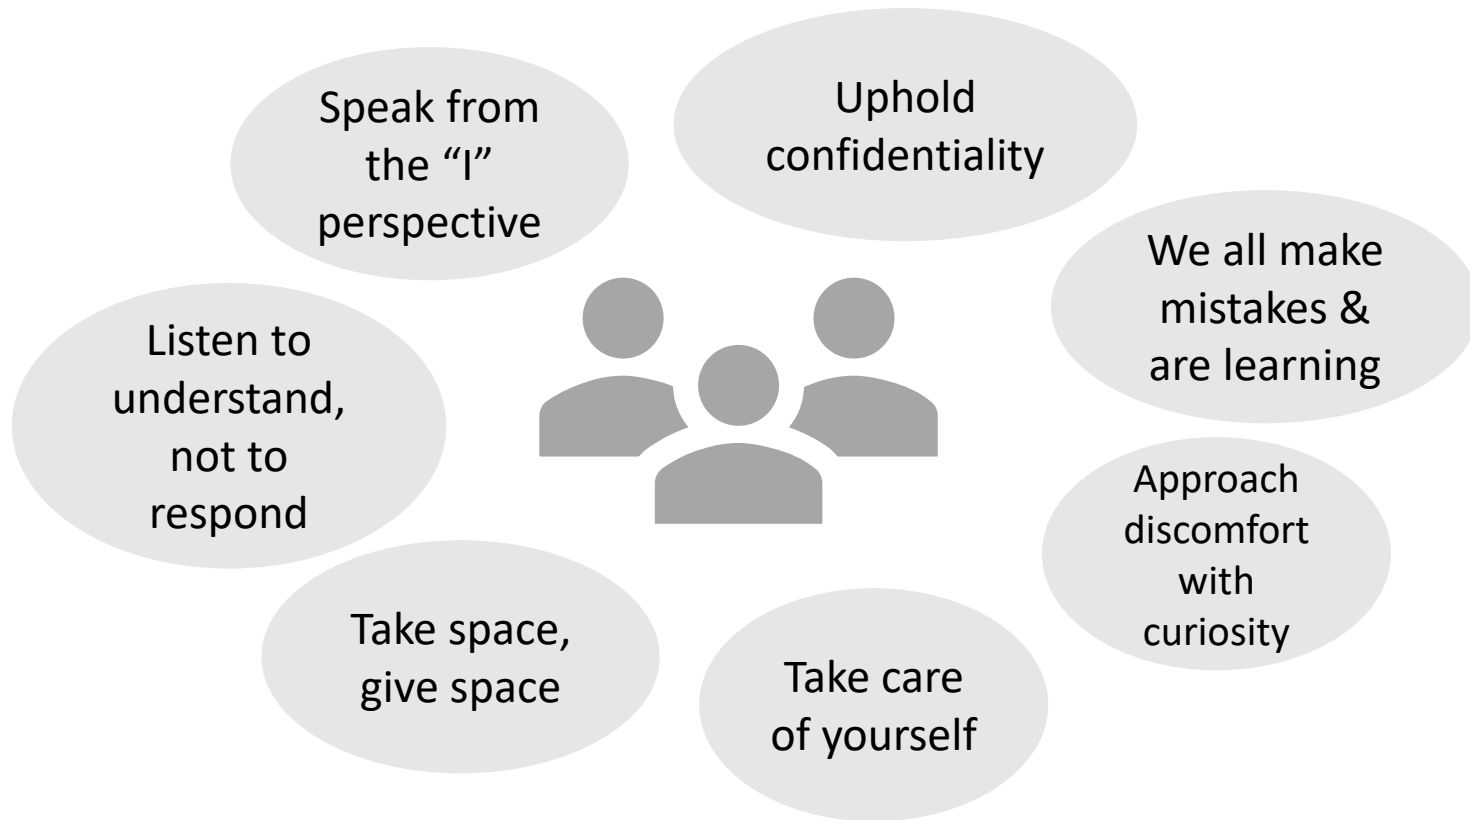 Speak from
the “I”
perspective
Uphold
confidentiality
We all make
mistakes &
are learning
Listen to
understand,
not to
respond
Approach
discomfort
with
curiosity
Take space,
give space
Take care
of yourself